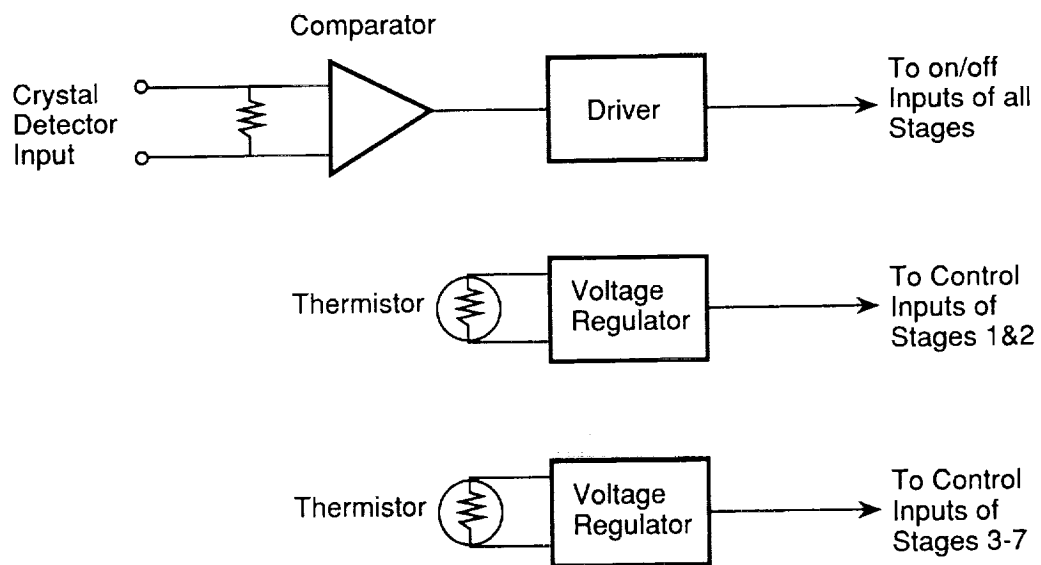 Comparator
Crystal
Detector
Input
Driver
To on/off
Inputs of all
Stages
Thermistor
Voltage
Regulator
To Control
Inputs of
Stages 1&2
Thermistor
Voltage
Regulator
To Control
Inputs of
Stages 3-7